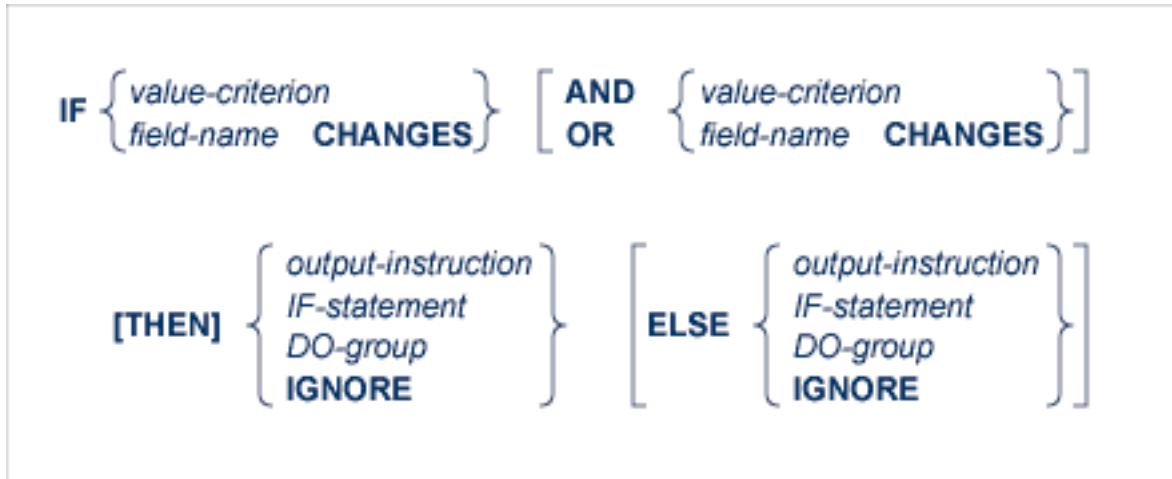 IF { value-criterion } [ AND { value-criterion } ]
field-name CHANGES OR field-name CHANGES
[THEN] { output-instruction } [ ELSE { output-instruction } ]
IF-statement IF-statement
DO-group DO-group
IGNORE IGNORE